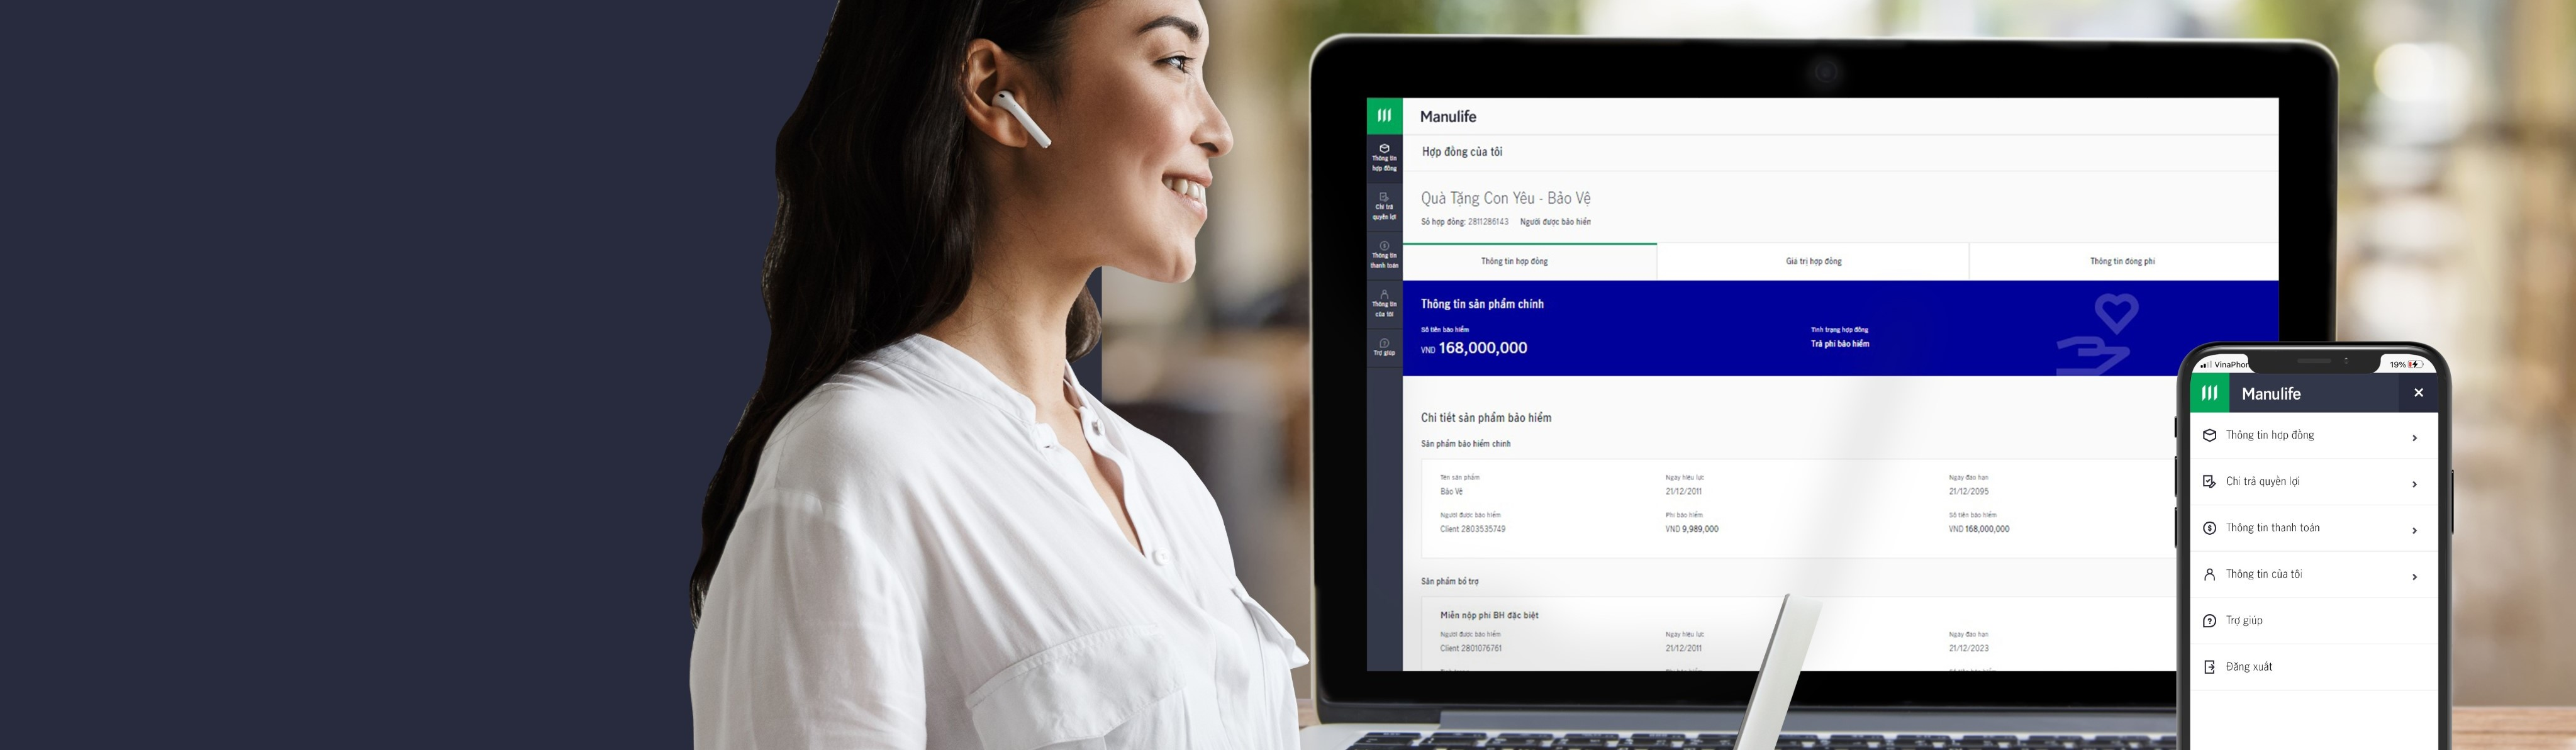 Manulife
Hợp đồng của tôi
Quà Tặng Con Yêu - Bảo Vệ
Số hợp đồng: 2811286143 Người được bảo hiểm
Thông tin hợp đồng
Chi trả quyền lợi
Thông tin thanh toán
Thông tin của tôi
Trợ giúp
Thông tin hợp đồng Giá trị hợp đồng Thông tin đóng phí
Thông tin sản phẩm chính
Số tiền bảo hiểm Tình trạng hợp đồng
VND 168,000,000 Trả phí bảo hiểm
Chi tiết sản phẩm bảo hiểm
Sản phẩm bảo hiểm chính
Tên sản phẩm Ngày hiệu lực Ngày đáo hạn
Bảo Vệ 21/12/2011 21/12/2095
Người được bảo hiểm Phí bảo hiểm Số tiền bảo hiểm
Client 2803535749 VND 9,989,000 VND 168,000,000
Sản phẩm bổ trợ
Miễn nộp phí BH đặc biệt
Người được bảo hiểm Ngày hiệu lực Ngày đáo hạn
Client 2801076761 21/12/2011 21/12/2023
19%
Manulife
Thông tin hợp đồng
Chi trả quyền lợi
Thông tin thanh toán
Thông tin của tôi
Trợ giúp
Đăng xuất